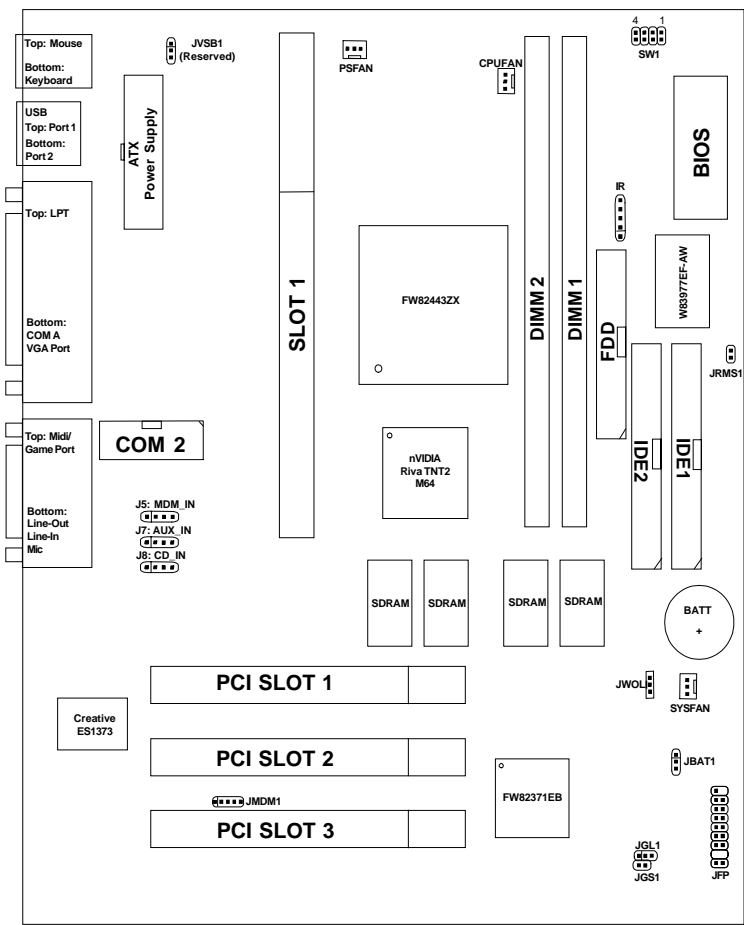 4 1
SW1
Top: Mouse
Bottom:
Keyboard
JVSB1
(Reserved)
PSFAN
CPUFAN
USB
Top: Port 1
Bottom:
Port 2
ATX
Power Supply
BIOS
IR
Top: LPT
Bottom:
COM A
VGA Port
SLOT 1
FW82443ZX
DIMM 2
DIMM 1
FDD
W83977EF-AW
JRMS1
Top: Midi/
Game Port
Bottom:
Line-Out
Line-In
Mic
COM 2
nVIDIA
Riva TNT2
M64
IDE2
IDE1
J5: MDM_IN
J7: AUX_IN
J8: CD_IN
SDRAM
SDRAM
SDRAM
SDRAM
BATT
+
PCI SLOT 1
JWOL
SYSFAN
Creative
ES1373
PCI SLOT 2
JBAT1
FW82371EB
JMDM1
PCI SLOT 3
JGL1
JGS1
JFP